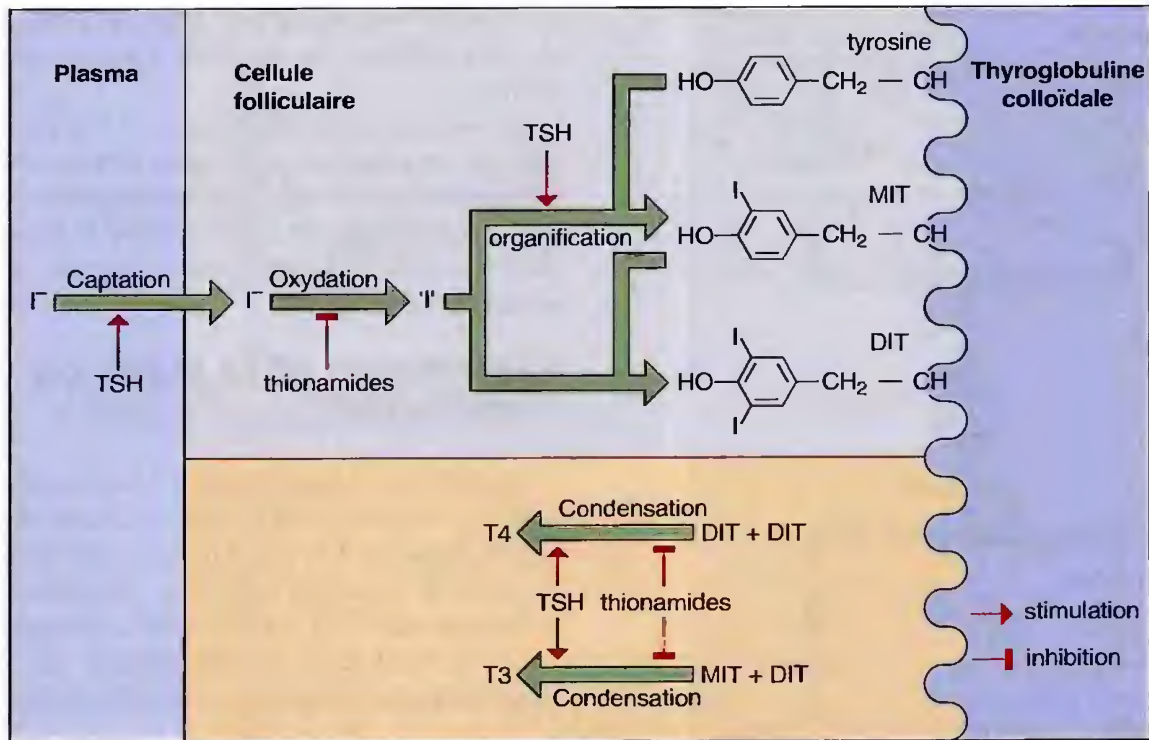 Plasma
Cellule
folliculaire
tyrosine
Thyroglobuline
colloïdale
HO
CH₂ — CH
TSH
organification
MIT
I
HO
CH₂ — CH
Captation
I⁻
TSH
Oxydation
I⁻
thionamides
'I'
DIT
I
HO
CH₂ — CH
I
Condensation
T4
DIT + DIT
TSH
thionamides
T3
MIT + DIT
Condensation
stimulation
inhibition